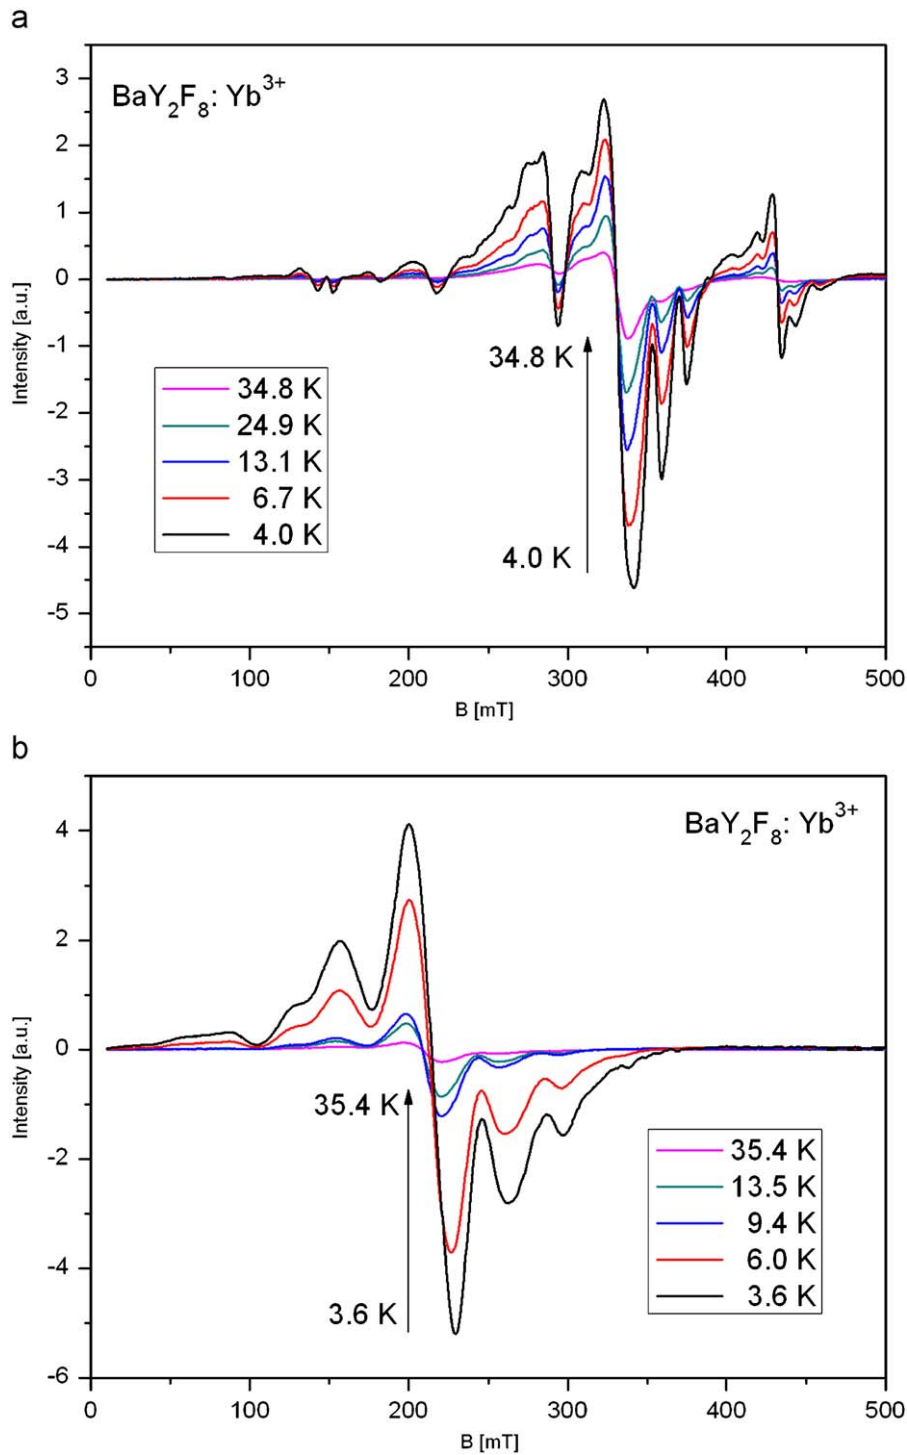 a
BaY2F8: Yb3+
3
2
1
0
-1
-2
-3
-4
-5
Intensity [a.u.]
34.8 K
24.9 K
13.1 K
6.7 K
4.0 K
34.8 K
4.0 K
0 100 200 300 400 500
B [mT]
b
BaY2F8: Yb3+
4
2
0
-2
-4
-6
Intensity [a.u.]
35.4 K
3.6 K
35.4 K
13.5 K
9.4 K
6.0 K
3.6 K
0 100 200 300 400 500
B [mT]